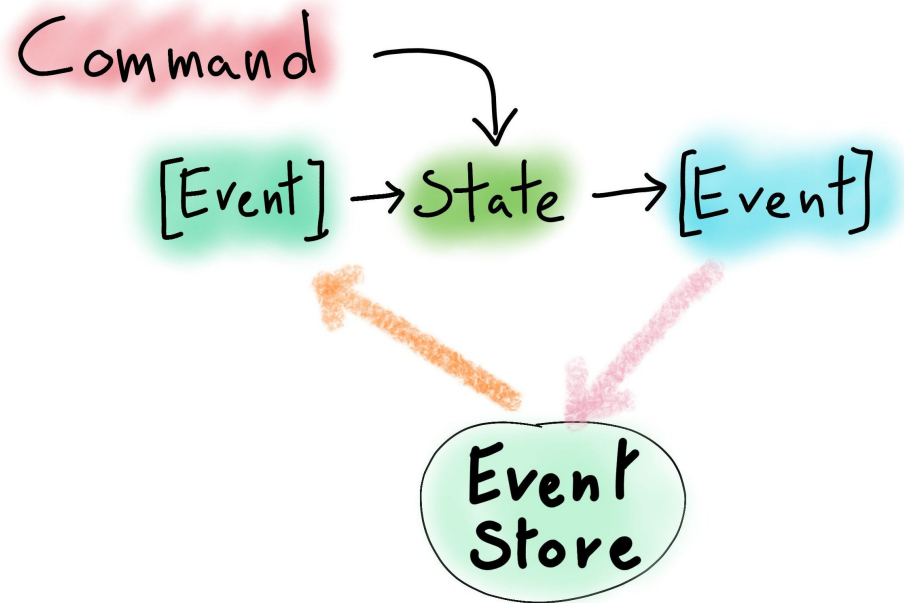 Command
[Event] → State → [Event]
Event
Store